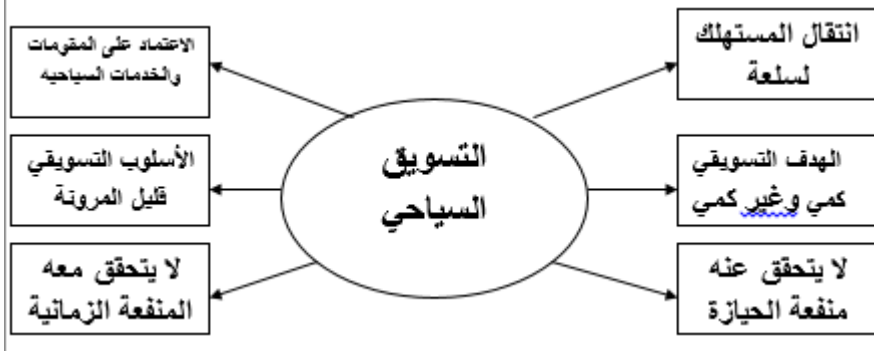 انتقال المستهلك
لسلعة
الاعتماد على المقومات
والخدمات السياحيه
التسويق
السياحي
الهدف التسويقي
كمي وغير كمي
الأسلوب التسويقي
قليل المرونة
لا يتحقق عنه
منفعة الحيازة
لا يتحقق معه
المنفعة الزمانية